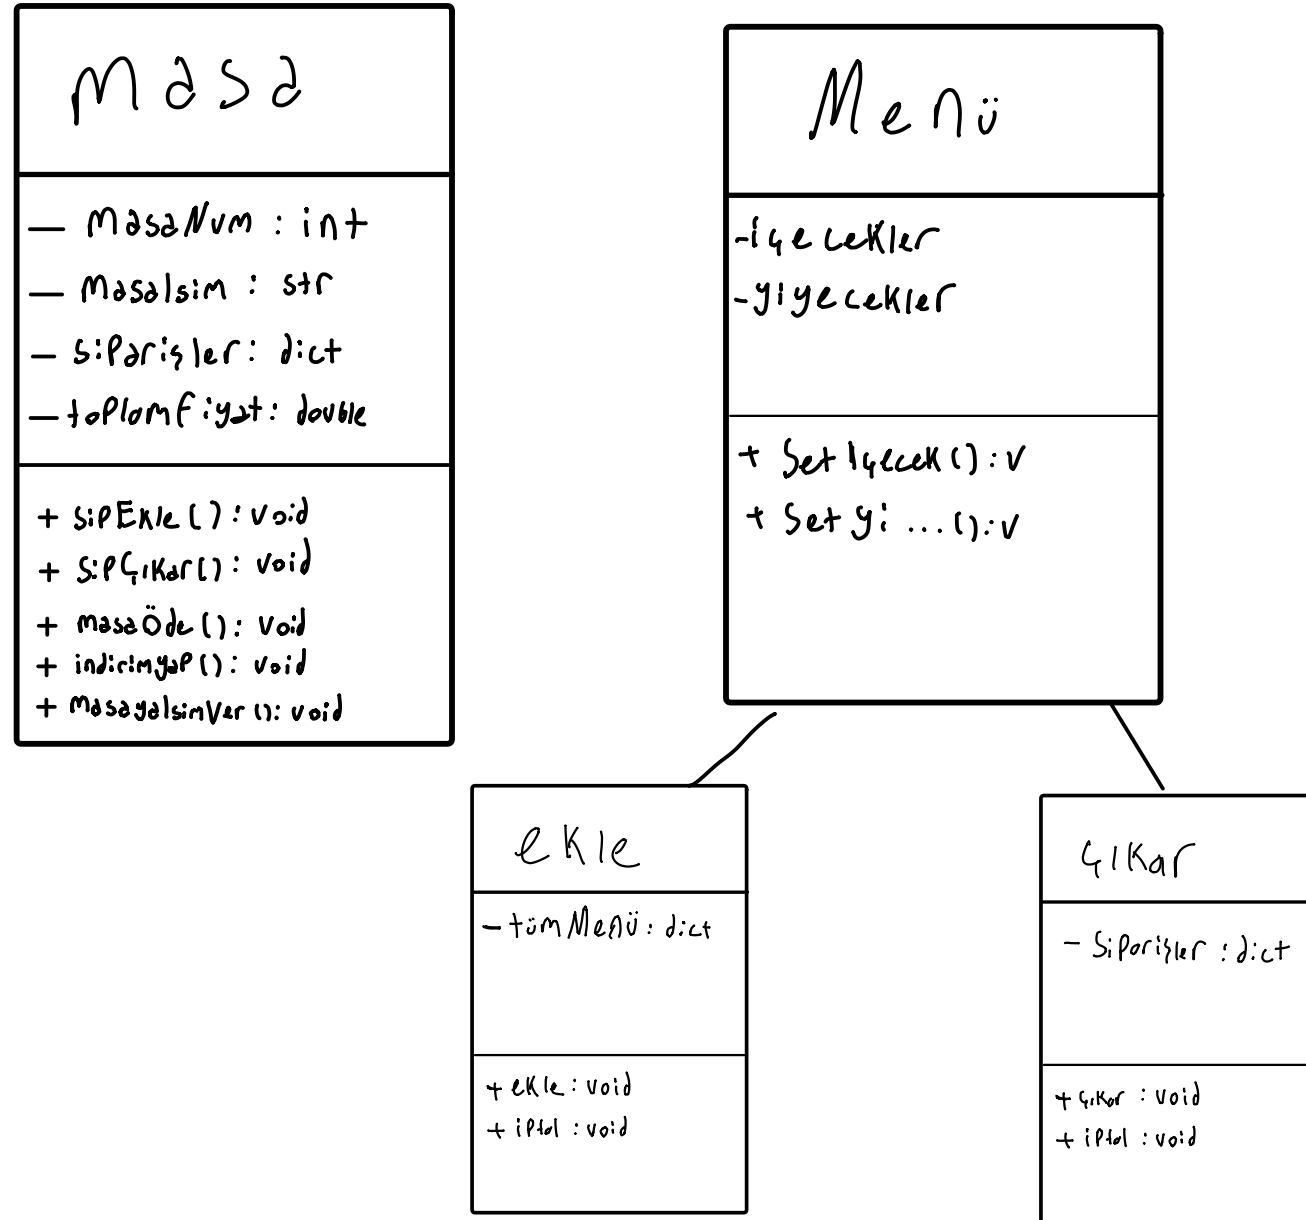 Masa
- MasaNum : int
- MasaIsim : str
- siparişler : dict
- toplamfiyat : double
+ sipEkle() : void
+ sipÇıkar() : void
+ masaÖde() : void
+ indirimyap() : void
+ MasayaIsimVer() : void
Menü
-içecekler
-yiyecekler
+ SetIçecek() : v
+ Set yi ...() : v
ekle
- tümMenü : dict
+ ekle : void
+ iptal : void
çıkar
- Siparişler : dict
+ çıkar : void
+ iptal : void